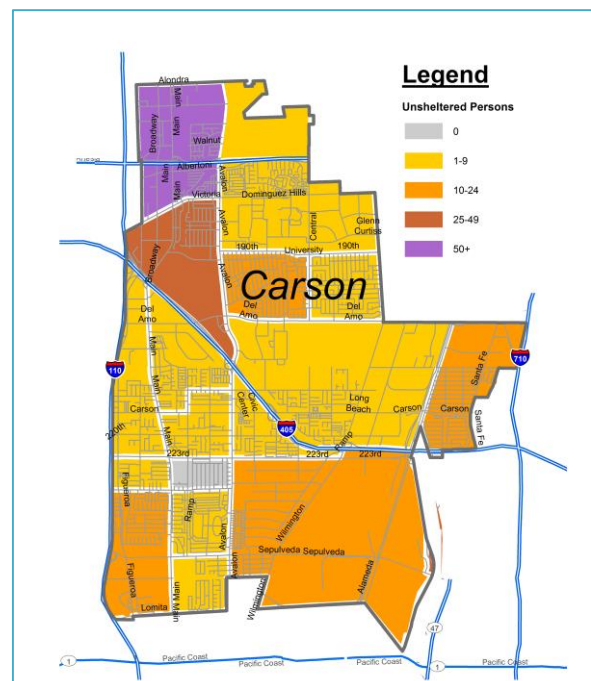 Legend
Unsheltered Persons
0
1-9
10-24
25-49
50+
Alondra
Main
Broadway
Main
Walnut
Albertoni
Main
Main
Victoria
Avalon
Dominguez Hills
Avalon
Central
Glenn
Curtiss
190th
190th
University
Broadway
Avalon
Carson
Del
Amo
Del
Amo
Del
Amo
Main
Main
110
710
Santa Fe
Civic
Center
Long
Beach
Carson
Carson
Carson
Santa Fe
220th
Main
405
Ramp
223rd
223rd
223rd
Figueroa
Ramp
Avalon
Wilmington
Sepulveda
Sepulveda
Figueroa
Avalon
Alameda
Wilmington
Lomita
Main
Main
47
1
Pacific Coast
Pacific Coast
1
Pacific Coast